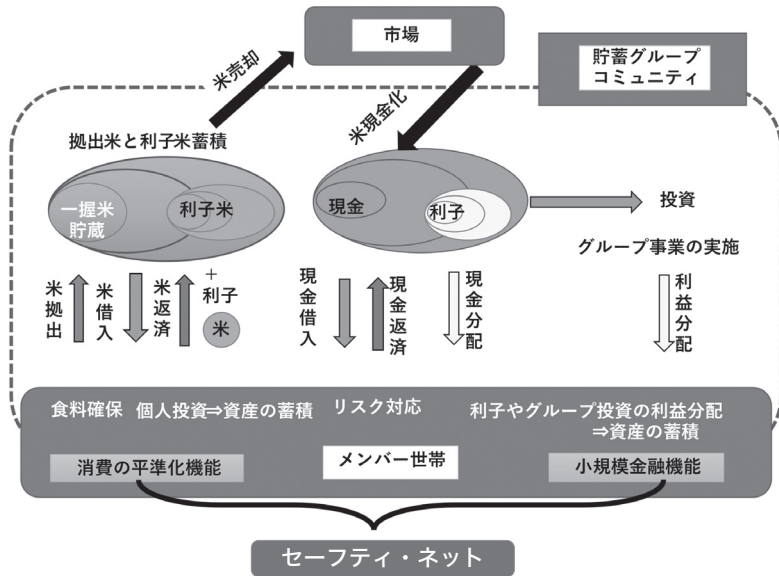 市場
貯蓄グループ
コミュニティ
米売却
米現金化
拠出米と利子米蓄積
一握米
貯蔵
利子米
現金
利子
投資
グループ事業の実施
米拠出
米借入
米返済
+
利子
米
現金借入
現金返済
現金分配
利益分配
食料確保
個人投資⇒資産の蓄積
リスク対応
利子やグループ投資の利益分配
⇒資産の蓄積
消費の平準化機能
メンバー世帯
小規模金融機能
セーフティ・ネット